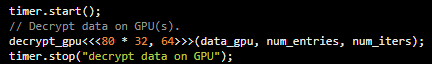 timer.start();
// Decrypt data on GPU(s).
decrypt_gpu<<<80 * 32, 64>>>(data_gpu, num_entries, num_iters);
timer.stop("decrypt data on GPU");